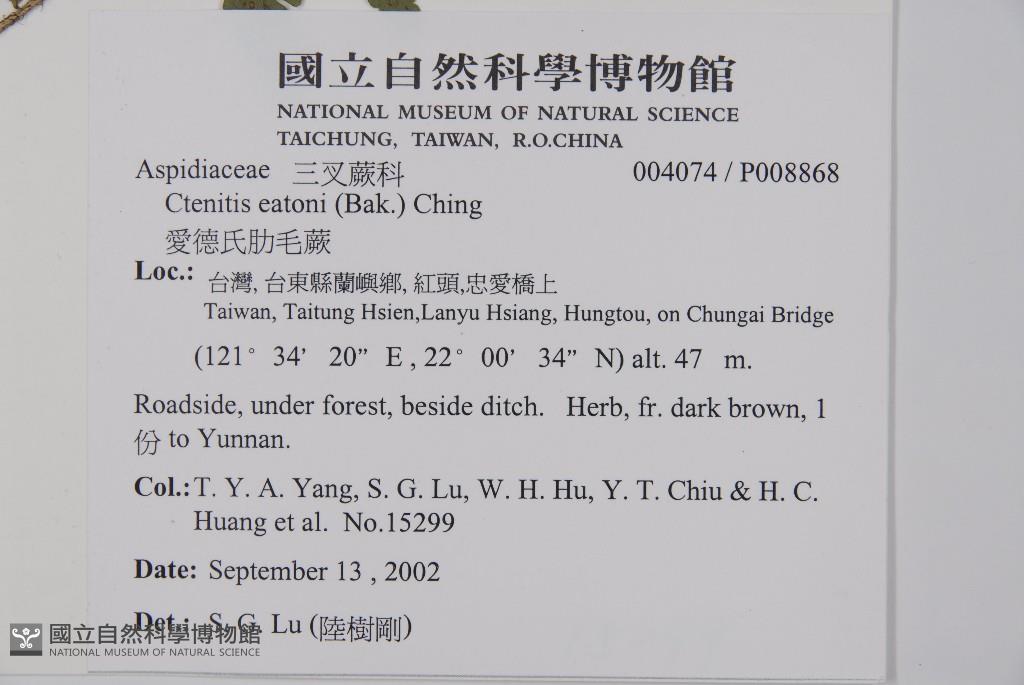 國立自然科學博物館
NATIONAL MUSEUM OF NATURAL SCIENCE
TAICHUNG, TAIWAN, R.O.CHINA
Aspidiaceae 三叉蕨科 004074 / P008868
Ctenitis eatoni (Bak.) Ching
愛德氏肋毛蕨
Loc.: 台灣, 台東縣蘭嶼鄉, 紅頭,忠愛橋上
Taiwan, Taitung Hsien,Lanyu Hsiang, Hungtou, on Chungai Bridge
(121° 34' 20” E , 22° 00' 34” N) alt. 47 m.
Roadside, under forest, beside ditch. Herb, fr. dark brown, 1
份 to Yunnan.
Col.: T. Y. A. Yang, S. G. Lu, W. H. Hu, Y. T. Chiu & H. C.
Huang et al. No.15299
Date: September 13 , 2002
Det.: S. G. Lu (陸樹剛)
國立自然科學博物館
NATIONAL MUSEUM OF NATURAL SCIENCE